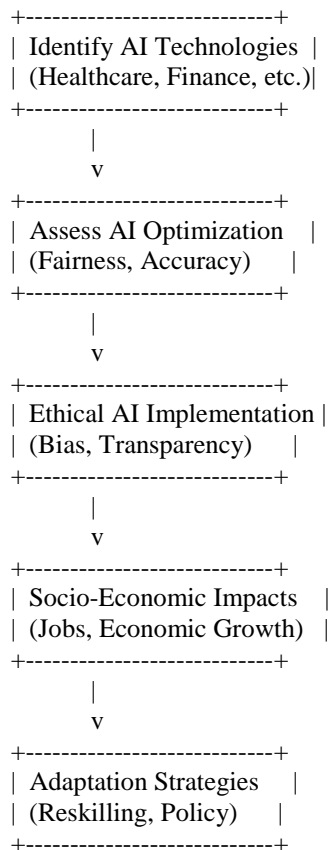 +----------------------------+
| Identify AI Technologies |
| (Healthcare, Finance, etc.)|
+----------------------------+
|
v
+----------------------------+
| Assess AI Optimization |
| (Fairness, Accuracy) |
+----------------------------+
|
v
+----------------------------+
| Ethical AI Implementation |
| (Bias, Transparency) |
+----------------------------+
|
v
+----------------------------+
| Socio-Economic Impacts |
| (Jobs, Economic Growth) |
+----------------------------+
|
v
+----------------------------+
| Adaptation Strategies |
| (Reskilling, Policy) |
+----------------------------+